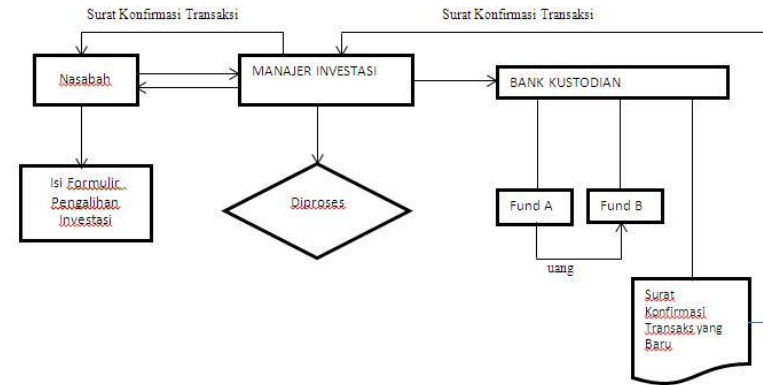 Surat Konfirmasi Transaksi
Surat Konfirmasi Transaksi
Nasabah
MANAJER INVESTASI
BANK KUSTODIAN
Isi Formulir
Pengalihan
Investasi
Diproses
Fund A
Fund B
uang
Surat
Konfirmasi
Transaks yang
Baru